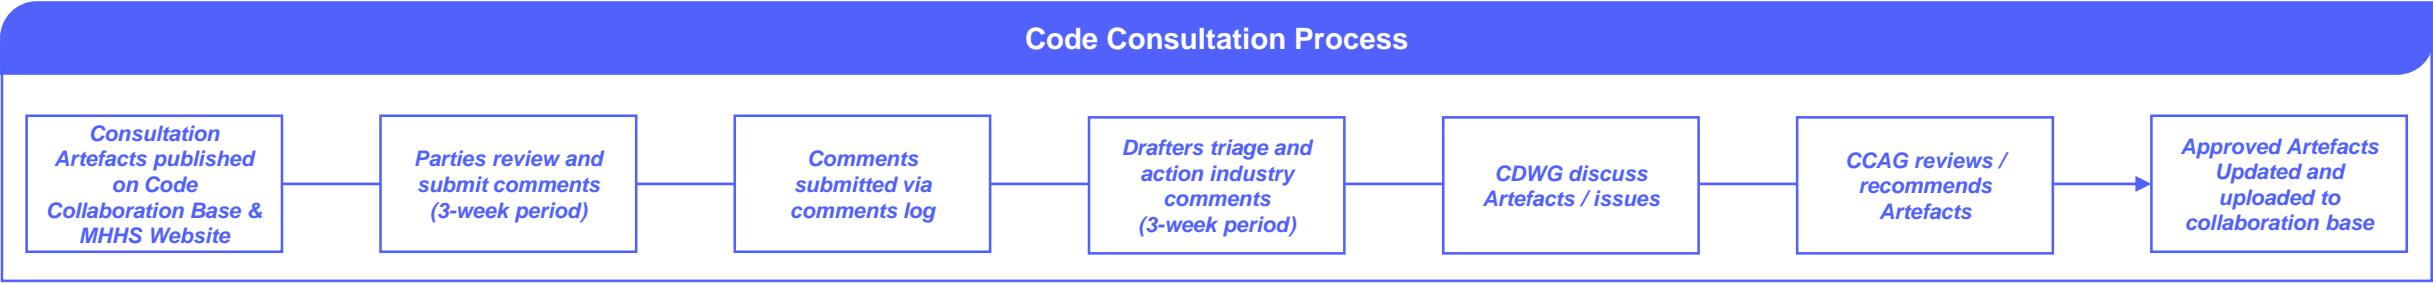 Code Consultation Process
Consultation
Artefacts published
on Code
Collaboration Base &
MHHS Website
Parties review and
submit comments
(3-week period)
Comments
submitted via
comments log
Drafters triage and
action industry
comments
(3-week period)
CDWG discuss
Artefacts / issues
CCAG reviews /
recommends
Artefacts
Approved Artefacts
Updated and
uploaded to
collaboration base